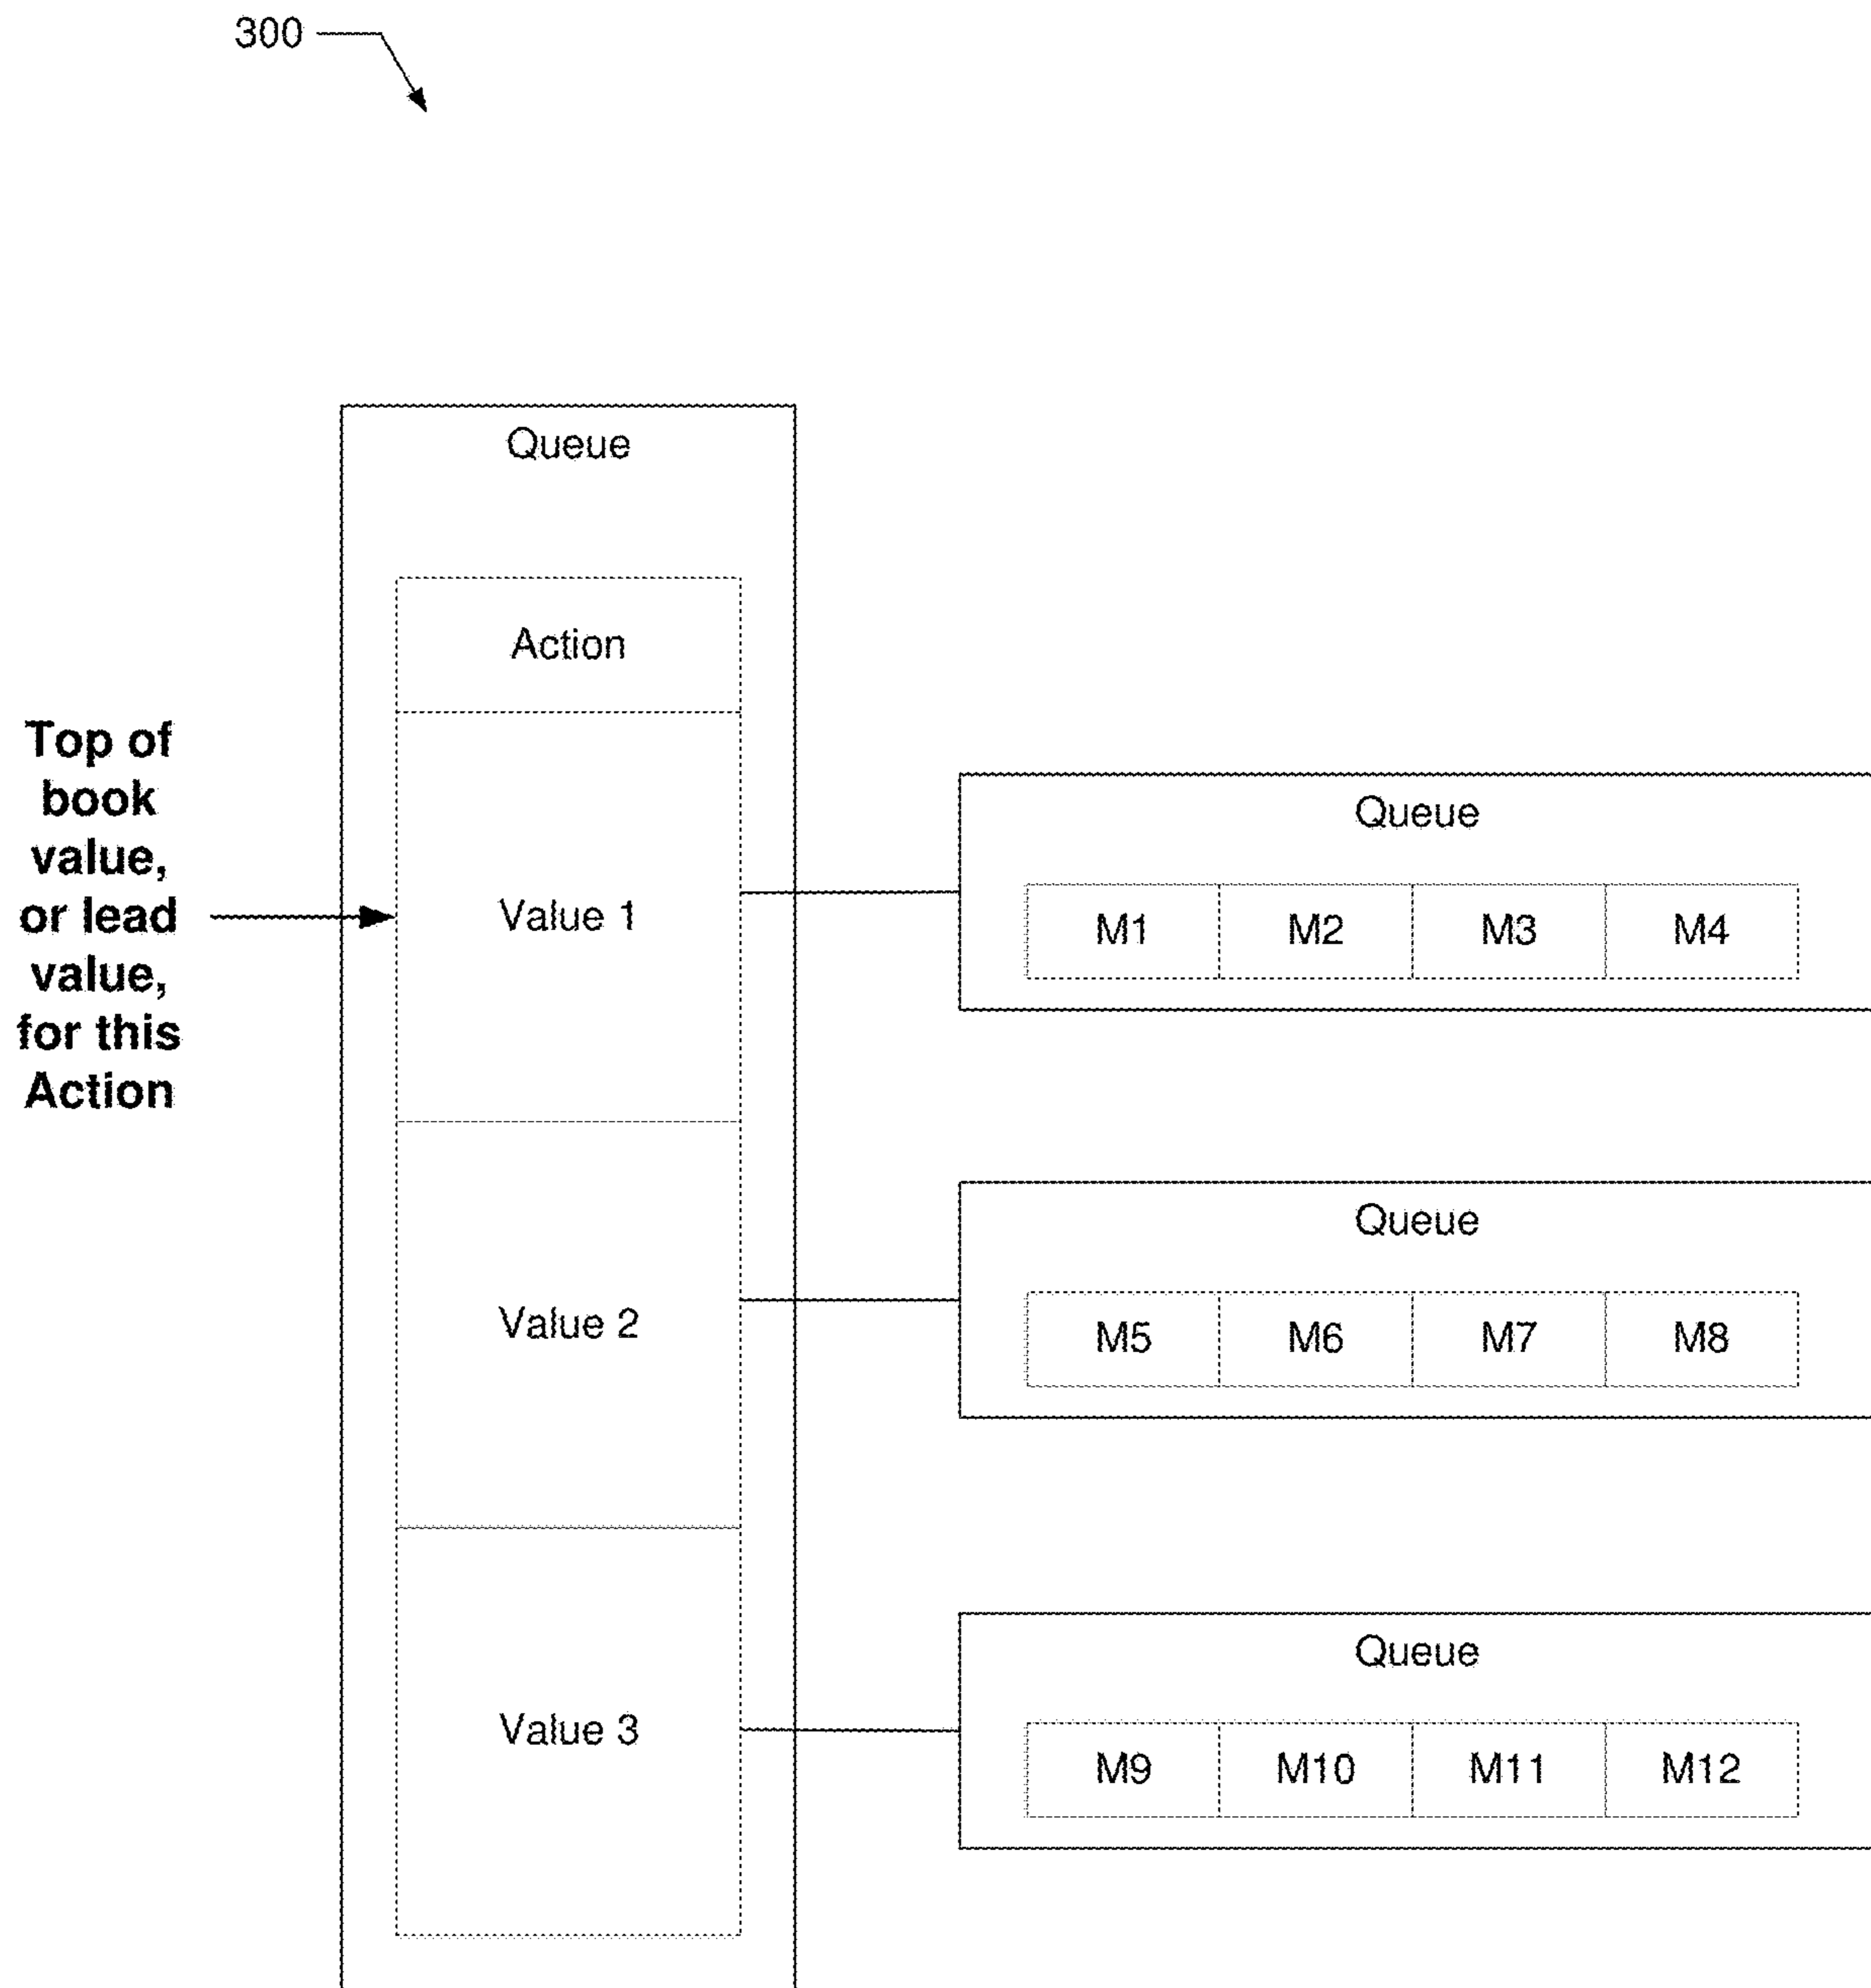 300
Queue
Action
Top of
book
value,
or lead
value,
for this
Action
Value 1
Queue
M1 M2 M3 M4
Value 2
Queue
M5 M6 M7 M8
Value 3
Queue
M9 M10 M11 M12